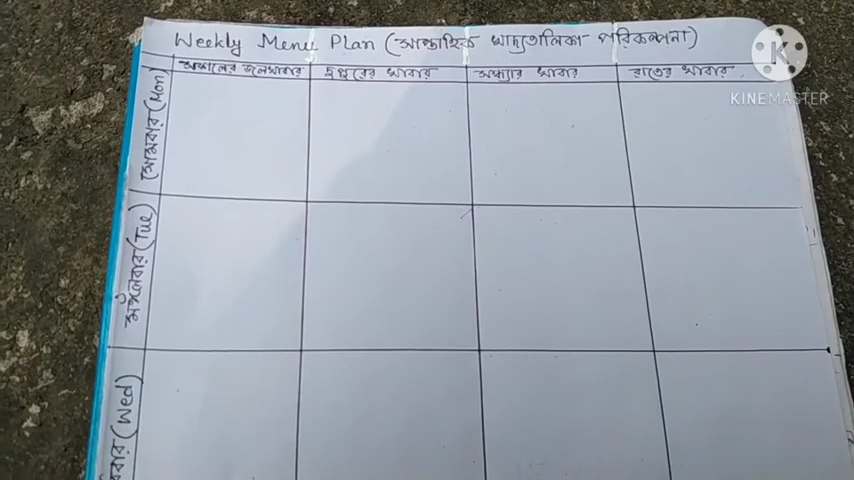 Weekly Menu Plan (সাপ্তাহিক খাদ্যতালিকা পরিকল্পনা)
সকালের জলখাবার দুপুরের খাবার সন্ধ্যার খাবার রাতের খাবার
সোমবার (Mon)
মঙ্গলবার (Tue)
(Wed)
K
KINEMASTER